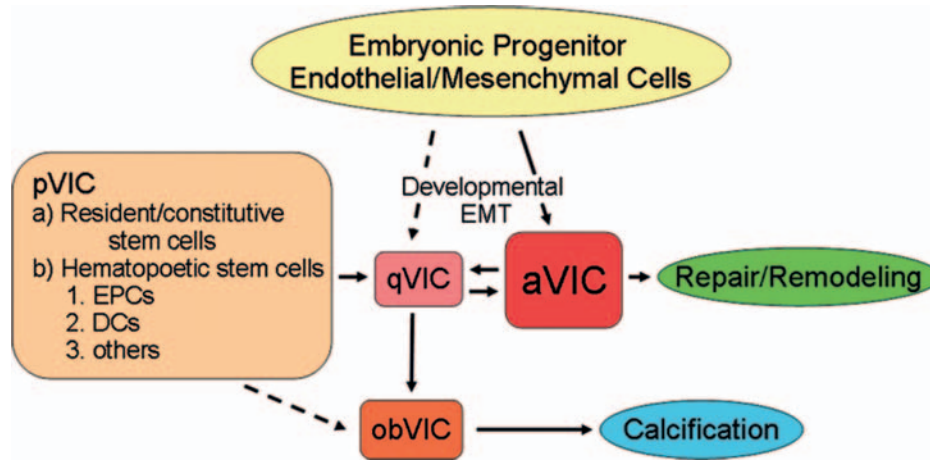 Embryonic Progenitor
Endothelial/Mesenchymal Cells
Developmental
EMT
pVIC
a) Resident/constitutive
stem cells
b) Hematopoetic stem cells
1. EPCs
2. DCs
3. others
qVIC
aVIC
Repair/Remodeling
obVIC
Calcification